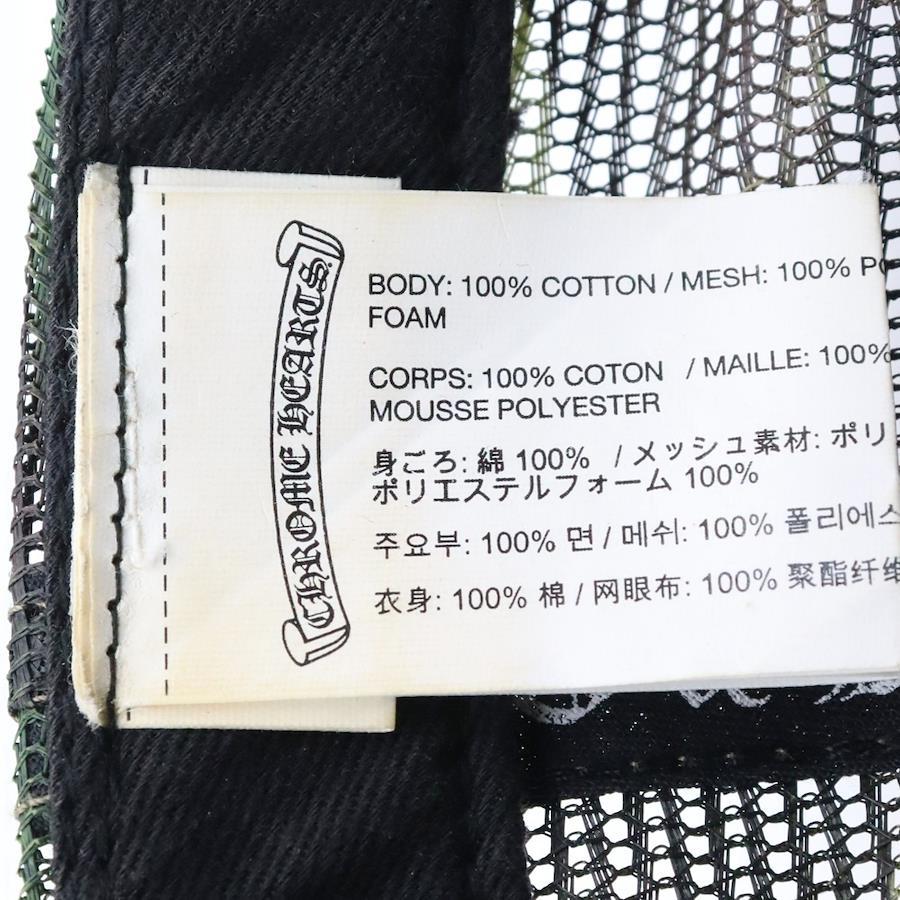 CHROME HEARTS
BODY: 100% COTTON / MESH: 100%
FOAM
CORPS: 100% COTON / MAILLE: 100%
MOUSSE POLYESTER
身ごろ: 綿 100% / メッシュ素材: ポリ
ポリエステルフォーム 100%
주요부: 100% 면 / 메쉬: 100% 폴리에스
衣身: 100% 棉 / 网眼布: 100% 聚酯纤维